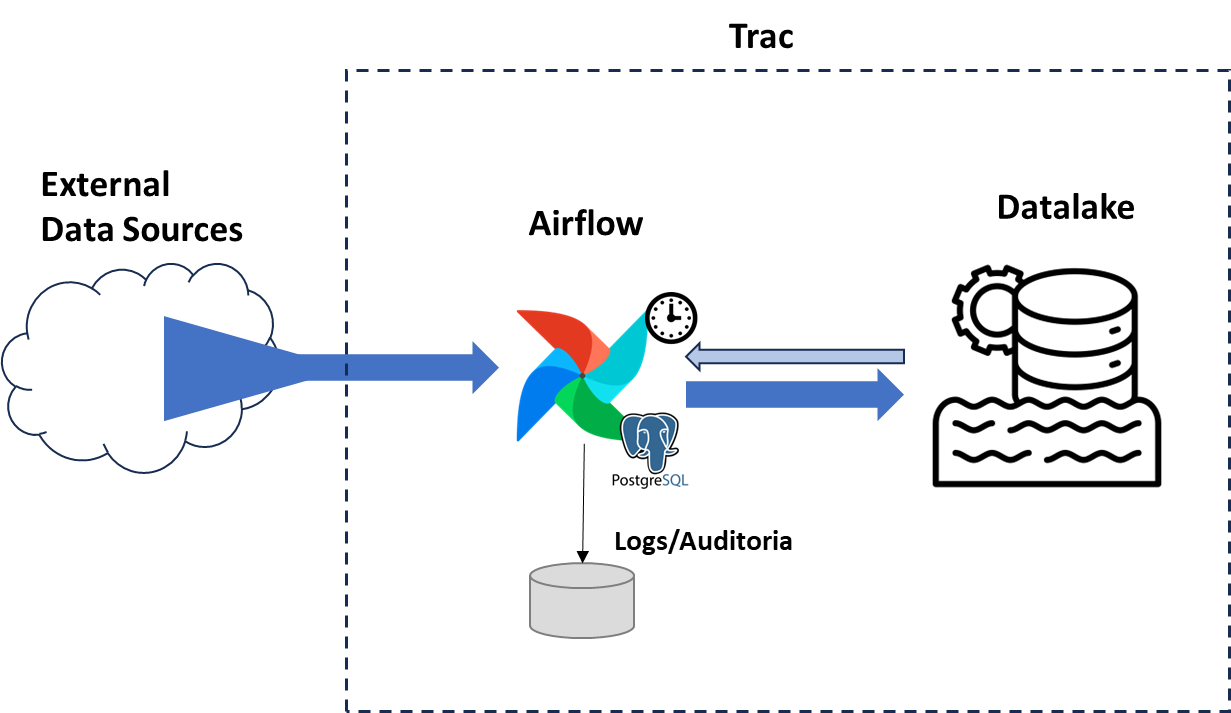 Trac
External
Data Sources
Airflow
Datalake
PostgreSQL
Logs/Auditoria